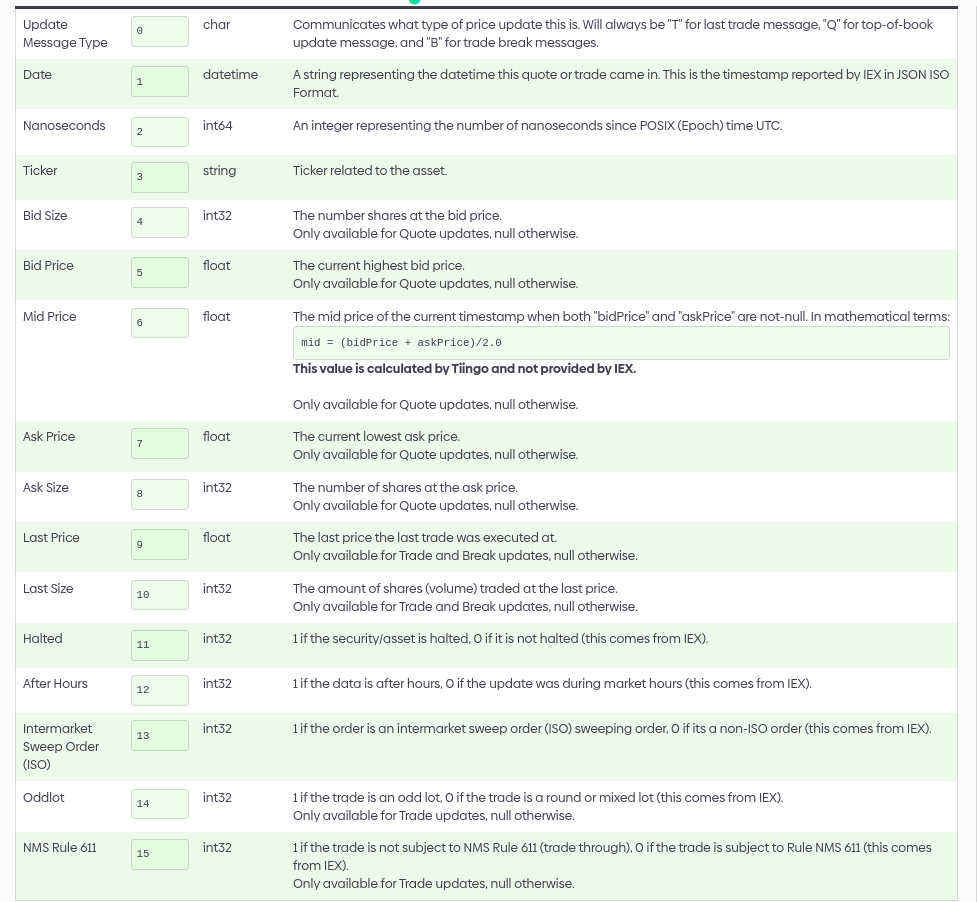 Update
Message Type
0
char
Communicates what type of price update this is. Will always be "T" for last trade message, "Q" for top-of-book
update message, and "B" for trade break messages.
Date
1
datetime
A string representing the datetime this quote or trade came in. This is the timestamp reported by IEX in JSON ISO
Format.
Nanoseconds
2
int64
An integer representing the number of nanoseconds since POSIX (Epoch) time UTC.
Ticker
3
string
Ticker related to the asset.
Bid Size
4
int32
The number shares at the bid price.
Only available for Quote updates, null otherwise.
Bid Price
5
float
The current highest bid price.
Only available for Quote updates, null otherwise.
Mid Price
6
float
The mid price of the current timestamp when both "bidPrice" and "askPrice" are not-null. In mathematical terms:
mid = (bidPrice + askPrice)/2.0
This value is calculated by Tiingo and not provided by IEX.
Only available for Quote updates, null otherwise.
Ask Price
7
float
The current lowest ask price.
Only available for Quote updates, null otherwise.
Ask Size
8
int32
The number of shares at the ask price.
Only available for Quote updates, null otherwise.
Last Price
9
float
The last price the last trade was executed at.
Only available for Trade and Break updates, null otherwise.
Last Size
10
int32
The amount of shares (volume) traded at the last price.
Only available for Trade and Break updates, null otherwise.
Halted
11
int32
1 if the security/asset is halted, 0 if it is not halted (this comes from IEX).
After Hours
12
int32
1 if the data is after hours, 0 if the update was during market hours (this comes from IEX).
Intermarket
Sweep Order
(ISO)
13
int32
1 if the order is an intermarket sweep order (ISO) sweeping order, 0 if its a non-ISO order (this comes from IEX).
Oddlot
14
int32
1 if the trade is an odd lot, 0 if the trade is a round or mixed lot (this comes from IEX).
Only available for Trade updates, null otherwise.
NMS Rule 611
15
int32
1 if the trade is not subject to NMS Rule 611 (trade through), 0 if the trade is subject to Rule NMS 611 (this comes
from IEX).
Only available for Trade updates, null otherwise.